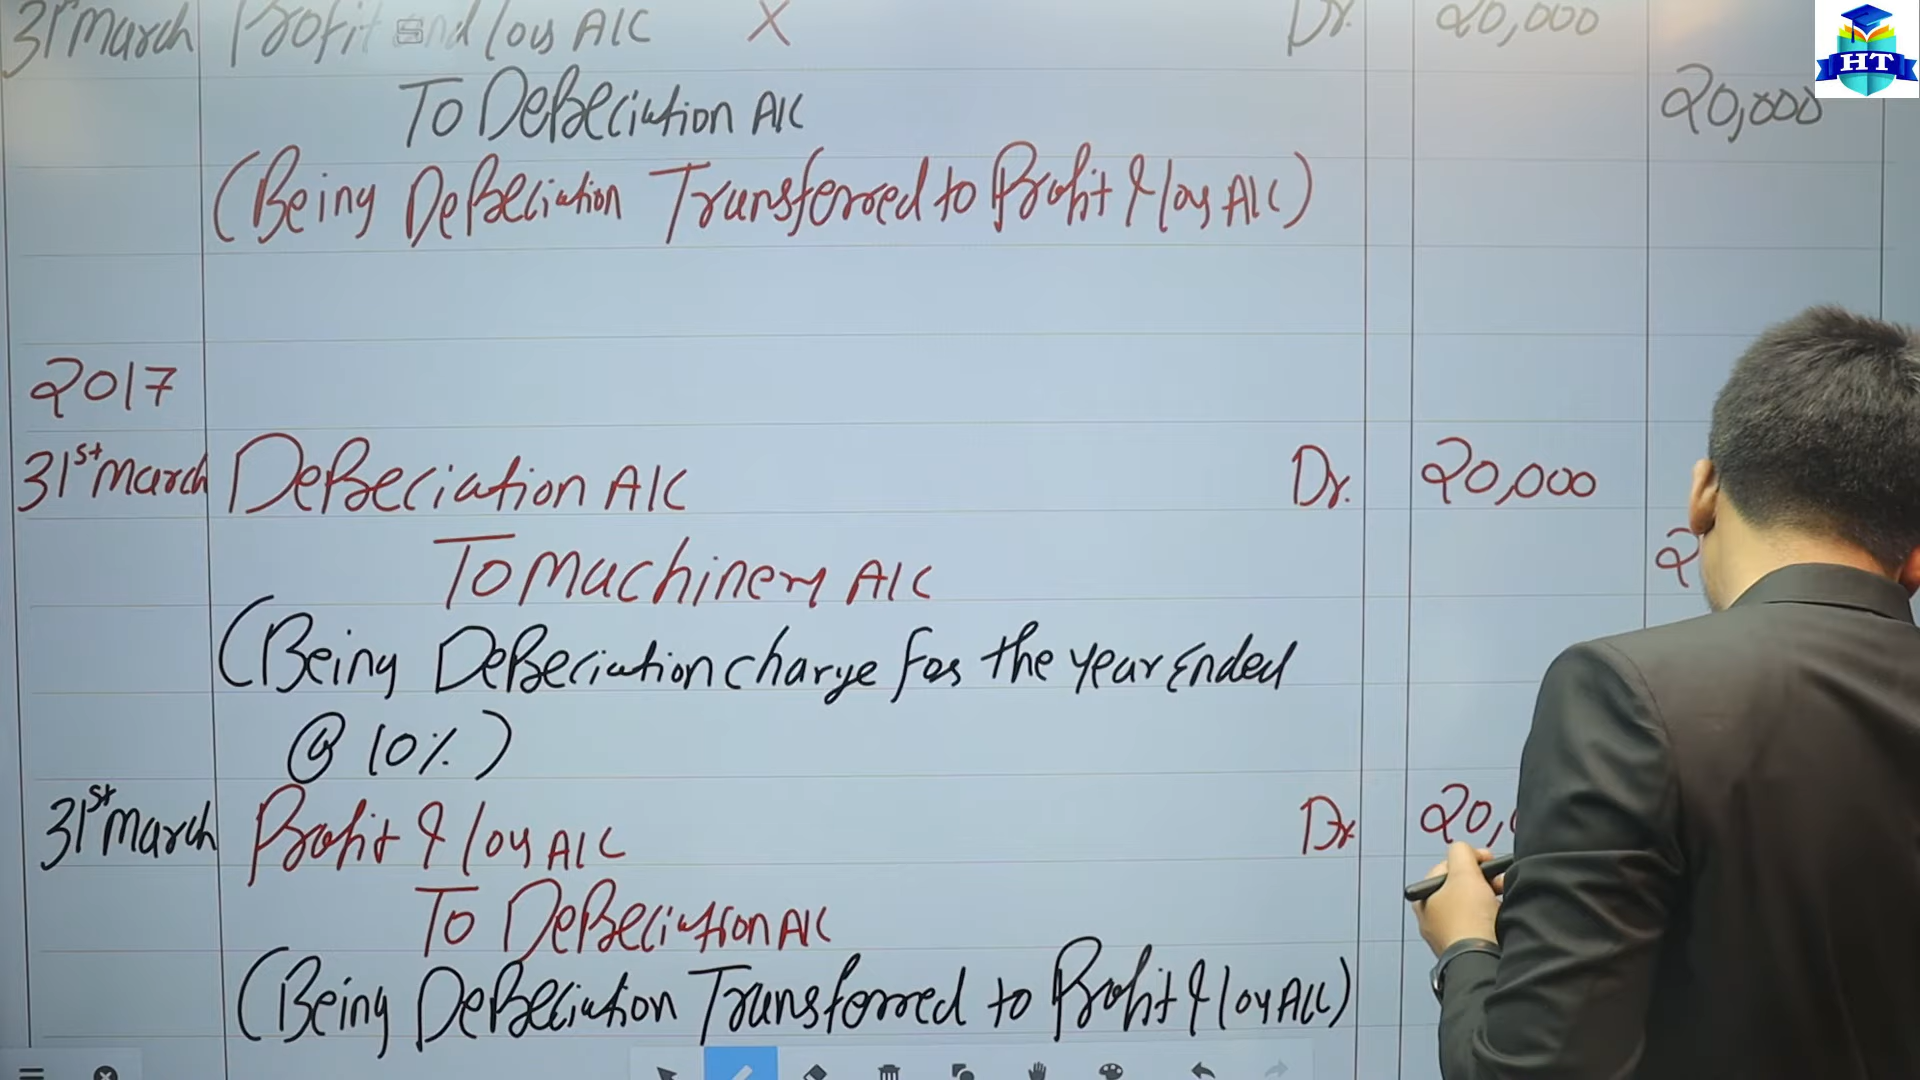 31st March Profit and loss A/C X Dr. 20,000
To Depreciation A/C 20,000
(Being Depreciation Transferred to Profit & loss A/C)
2017
31st March Depreciation A/C Dr. 20,000
To Machinery A/C 2
(Being Depreciation charge for the year Ended
@ 10%)
31st March Profit & loss A/C Dr. 20,
To Depreciation A/C
(Being Depreciation Transferred to Profit & loss A/C)
HT